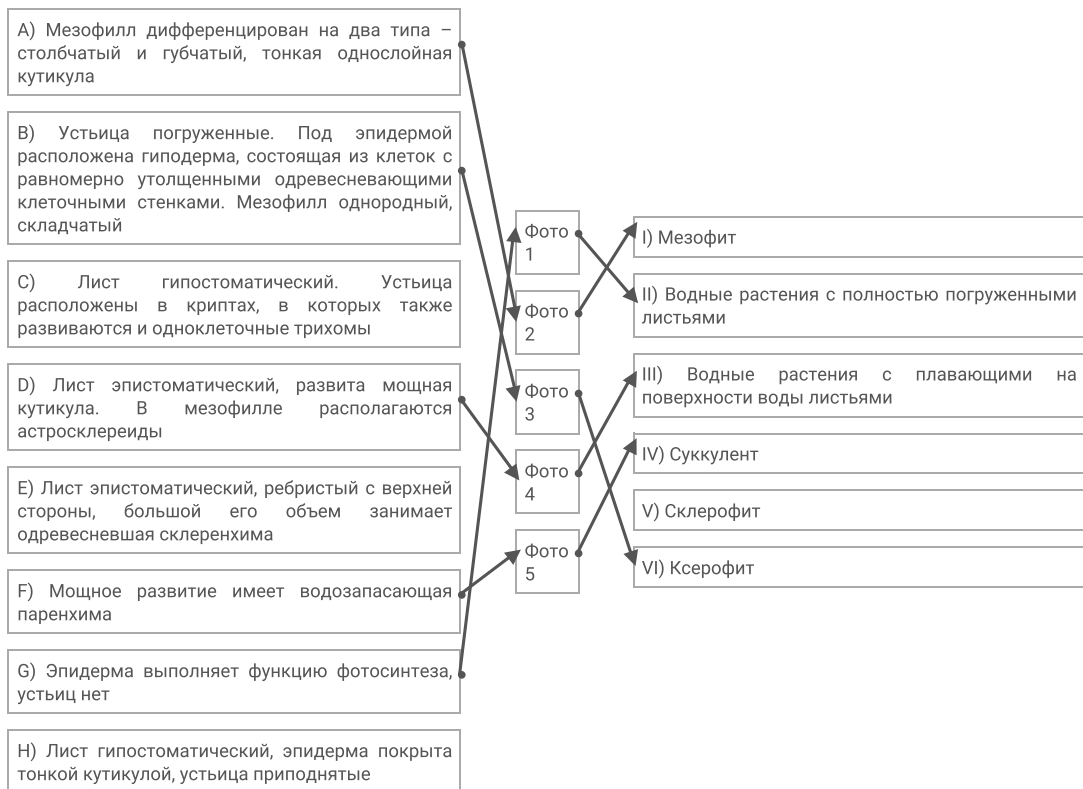 A) Мезофилл дифференцирован на два типа –
столбчатый и губчатый, тонкая однослойная
кутикула
B) Устьица погруженные. Под эпидермой
расположена гиподерма, состоящая из клеток с
равномерно утолщенными одревесневающими
клеточными стенками. Мезофилл однородный,
складчатый
C) Лист гипостоматический. Устьица
расположены в криптах, в которых также
развиваются и одноклеточные трихомы
D) Лист эпистоматический, развита мощная
кутикула. В мезофилле располагаются
астросклереиды
E) Лист эпистоматический, ребристый с верхней
стороны, большой его объем занимает
одревесневшая склеренхима
F) Мощное развитие имеет водозапасающая
паренхима
G) Эпидерма выполняет функцию фотосинтеза,
устьиц нет
H) Лист гипостоматический, эпидерма покрыта
тонкой кутикулой, устьица приподнятые
Фото
1
Фото
2
Фото
3
Фото
4
Фото
5
I) Мезофит
II) Водные растения с полностью погруженными
листьями
III) Водные растения с плавающими на
поверхности воды листьями
IV) Суккулент
V) Склерофит
VI) Ксерофит